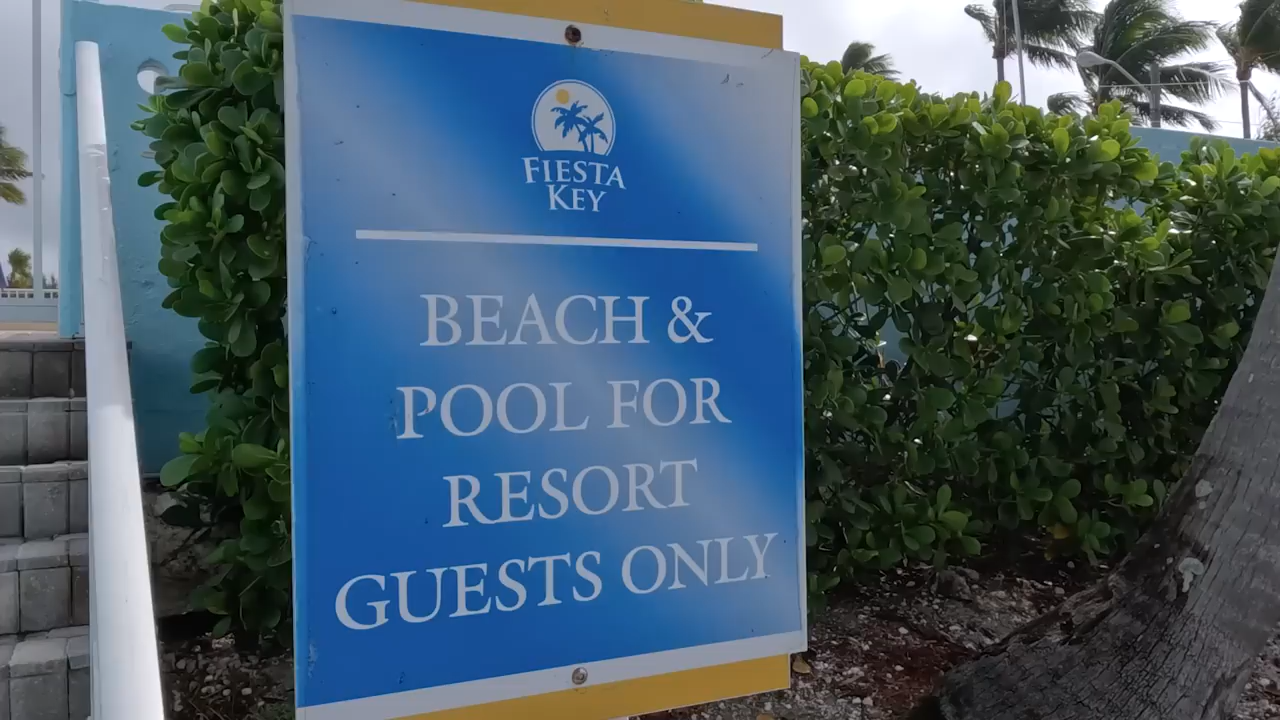 FIESTA
KEY
BEACH &
POOL FOR
RESORT
GUESTS ONLY